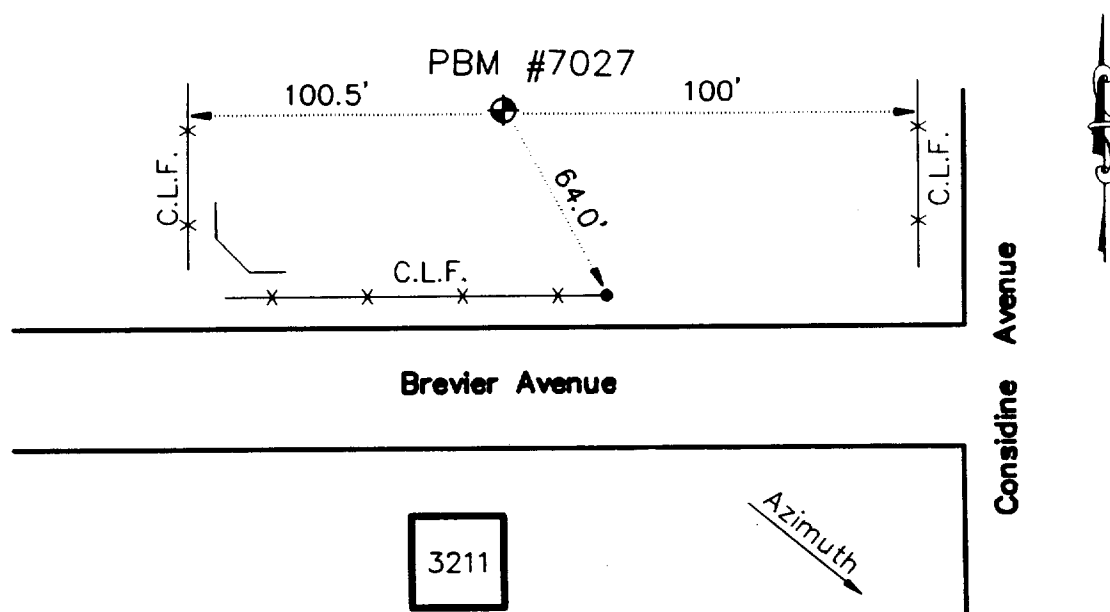 PBM #7027
100.5'
100'
C.L.F.
64.0'
C.L.F.
C.L.F.
Brevier Avenue
Considine Avenue
Azimuth
3211